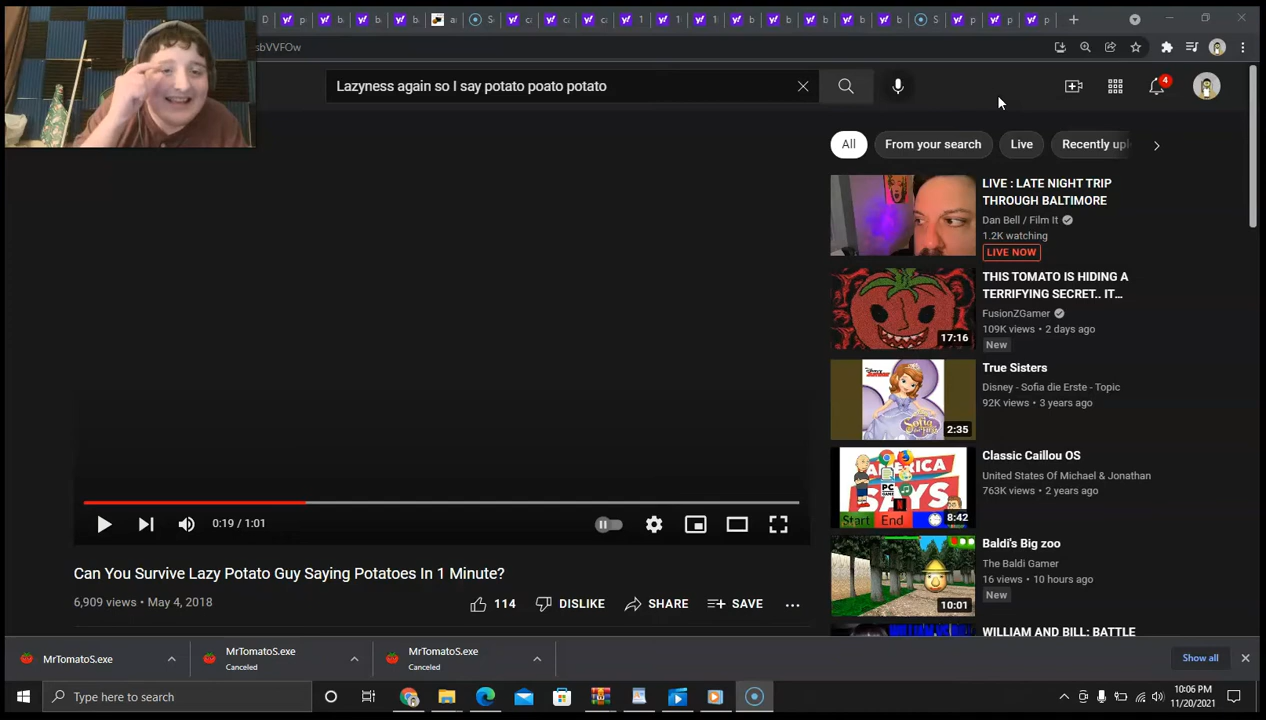 sbVVFOw
Lazyness again so I say potato poato potato
4
All
From your search
Live
Recently upl
LIVE : LATE NIGHT TRIP
THROUGH BALTIMORE
Dan Bell / Film It
1.2K watching
LIVE NOW
THIS TOMATO IS HIDING A
TERRIFYING SECRET.. IT…
FusionZGamer
109K views • 2 days ago
New
17:16
True Sisters
Disney - Sofia die Erste - Topic
92K views • 3 years ago
2:35
Classic Caillou OS
United States Of Michael & Jonathan
763K views • 2 years ago
AMERICA
SAYS
PC
Start
End
8:42
Baldi's Big zoo
The Baldi Gamer
16 views • 10 hours ago
New
10:01
WILLIAM AND BILL: BATTLE
0:19 / 1:01
Can You Survive Lazy Potato Guy Saying Potatoes In 1 Minute?
6,909 views • May 4, 2018
114
DISLIKE
SHARE
SAVE
MrTomatoS.exe
MrTomatoS.exe
Canceled
MrTomatoS.exe
Canceled
Show all
Type here to search
10:06 PM
11/20/2021